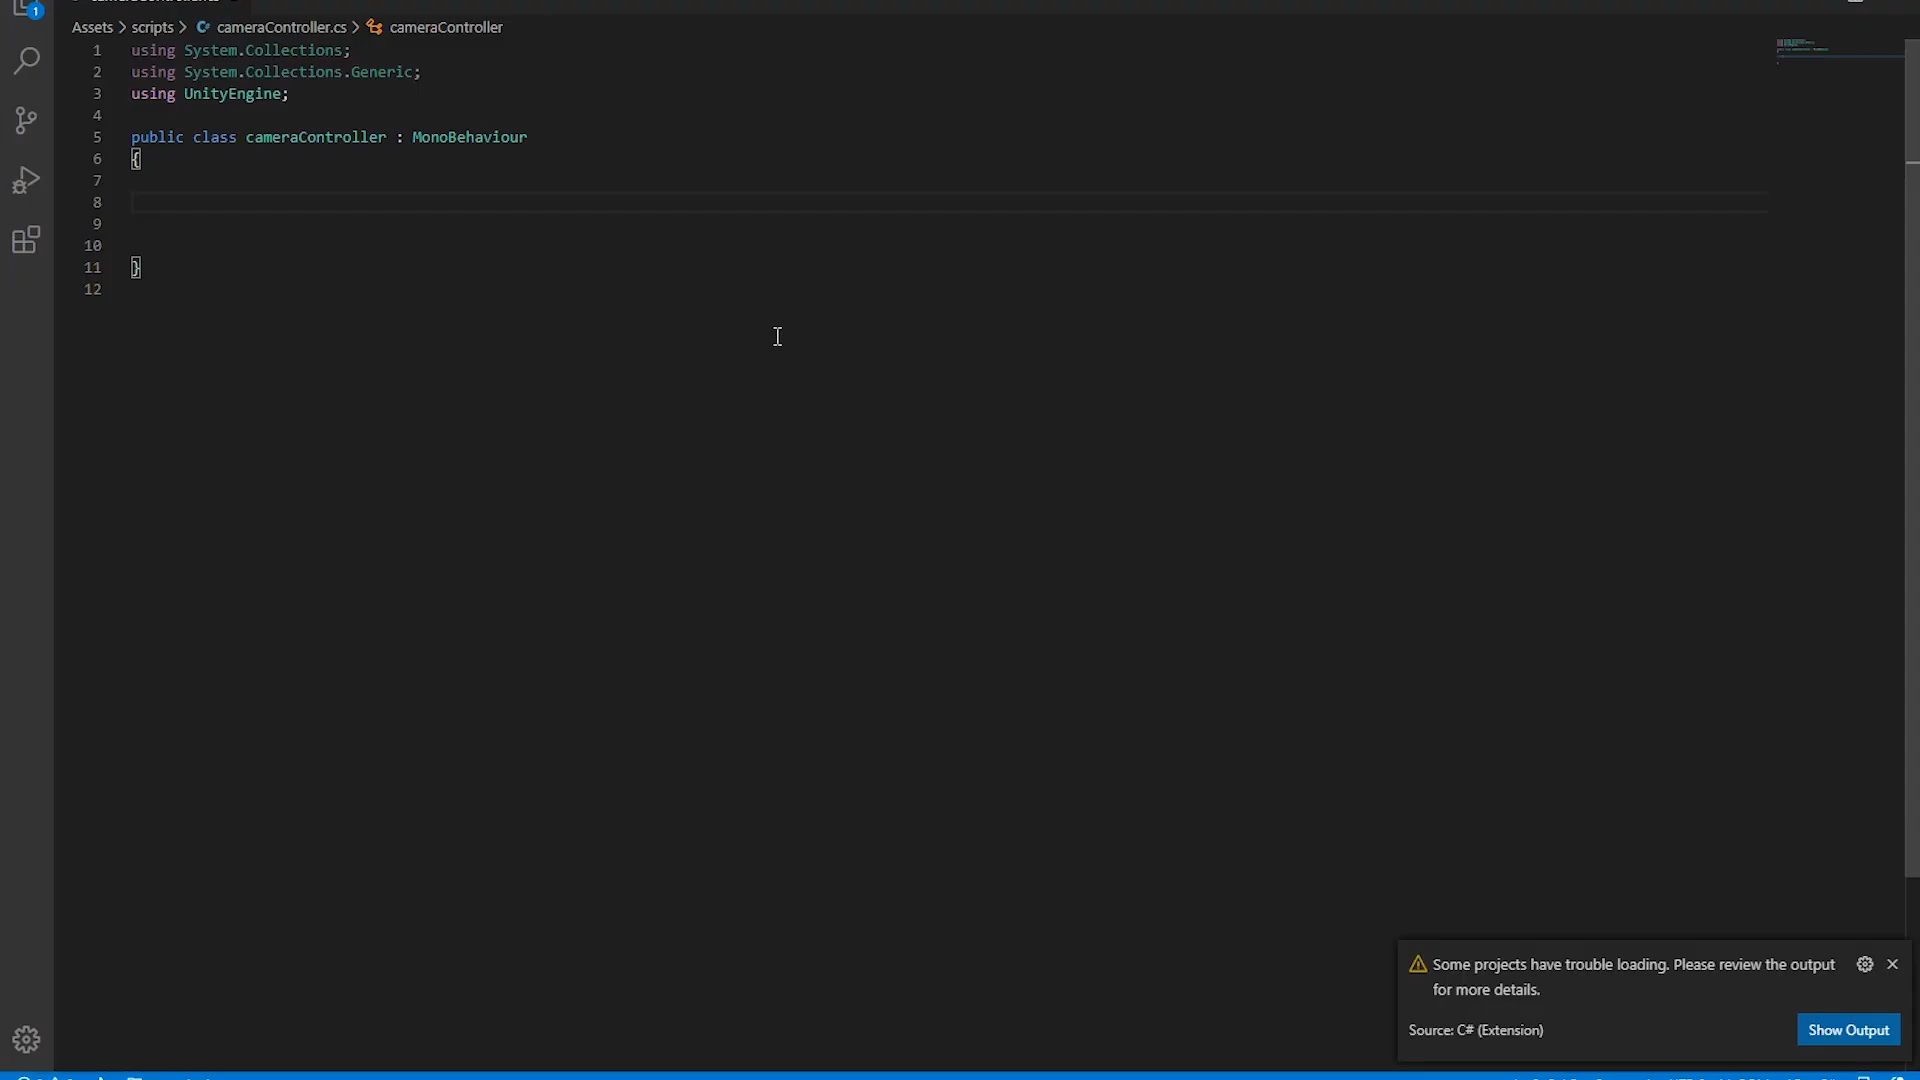 1
Assets > scripts > cameraController.cs > cameraController
1 using System.Collections;
2 using System.Collections.Generic;
3 using UnityEngine;
4
5 public class cameraController : MonoBehaviour
6 {
7
8
9
10
11 }
12
Some projects have trouble loading. Please review the output
for more details.
Source: C# (Extension)
Show Output